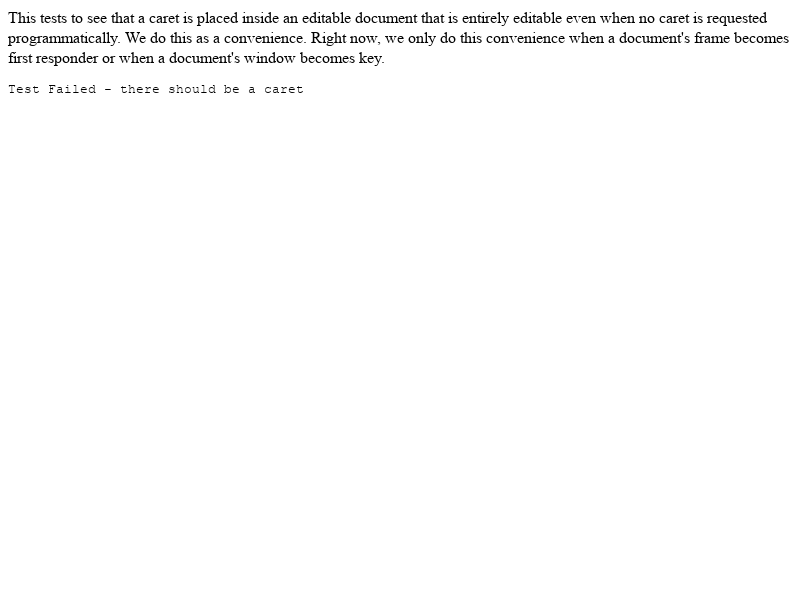 This tests to see that a caret is placed inside an editable document that is entirely editable even when no caret is requested
programmatically. We do this as a convenience. Right now, we only do this convenience when a document's frame becomes
first responder or when a document's window becomes key.
Test Failed - there should be a caret